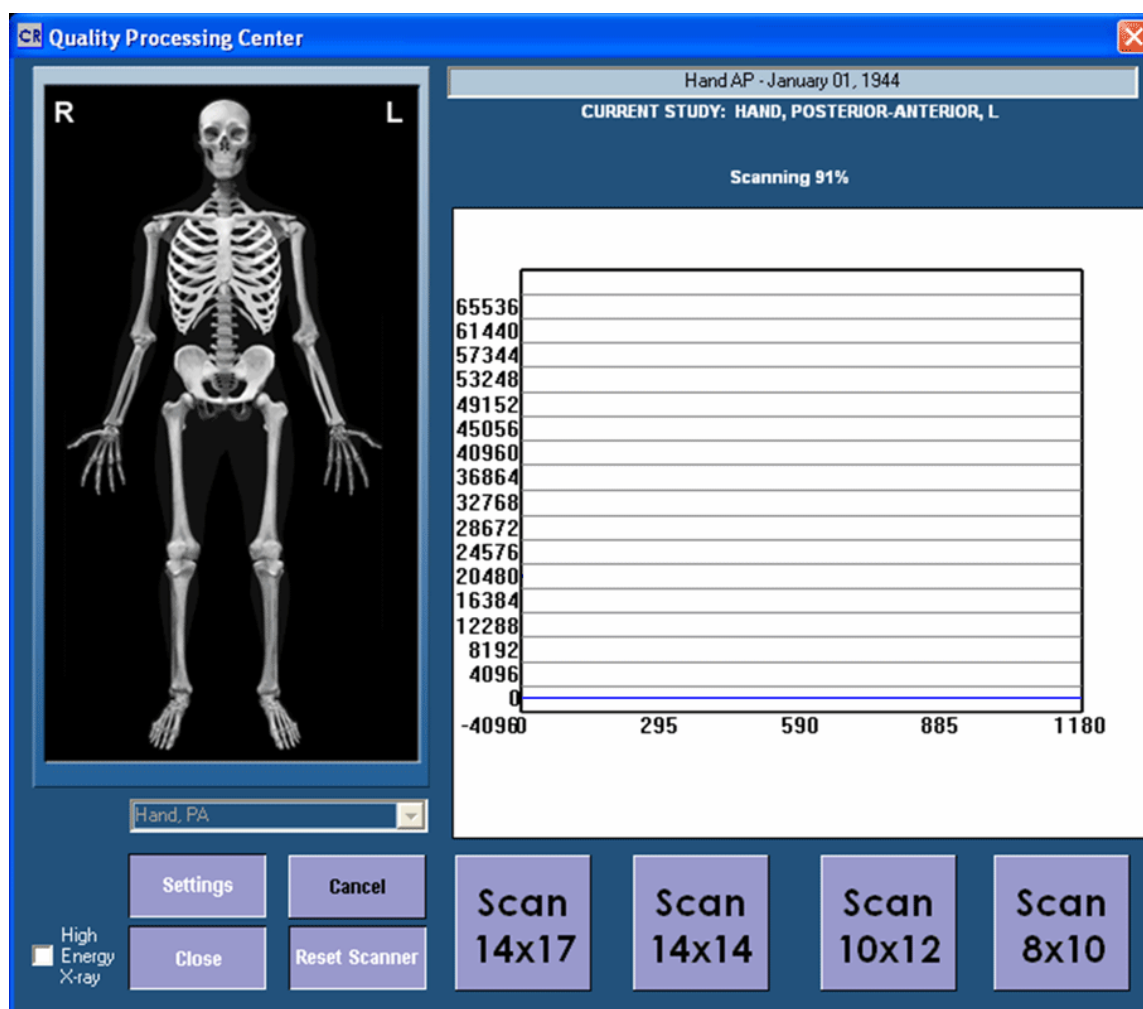 CR Quality Processing Center
R L
Hand AP - January 01, 1944
CURRENT STUDY: HAND, POSTERIOR-ANTERIOR, L
Scanning 91%
65536
61440
57344
53248
49152
45056
40960
36864
32768
28672
24576
20480
16384
12288
8192
4096
0
-4096
0 295 590 885 1180
Hand, PA
Settings
Cancel
High
Energy
X-ray
Close
Reset Scanner
Scan
14x17
Scan
14x14
Scan
10x12
Scan
8x10